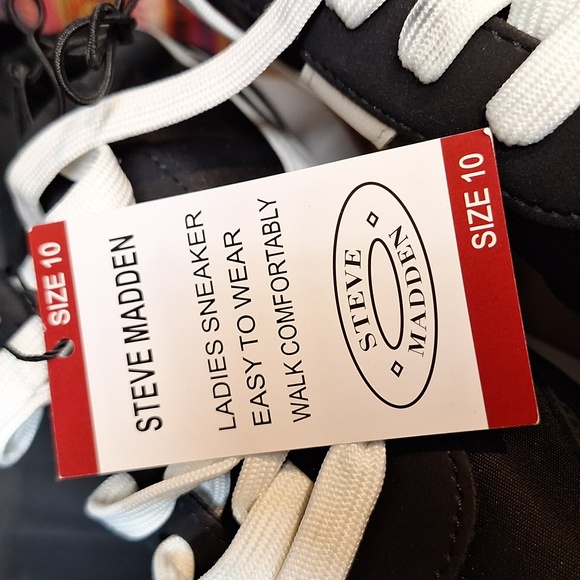 SIZE 10
STEVE MADDEN
LADIES SNEAKER
EASY TO WEAR
WALK COMFORTABLY
STEVE
MADDEN
SIZE 10